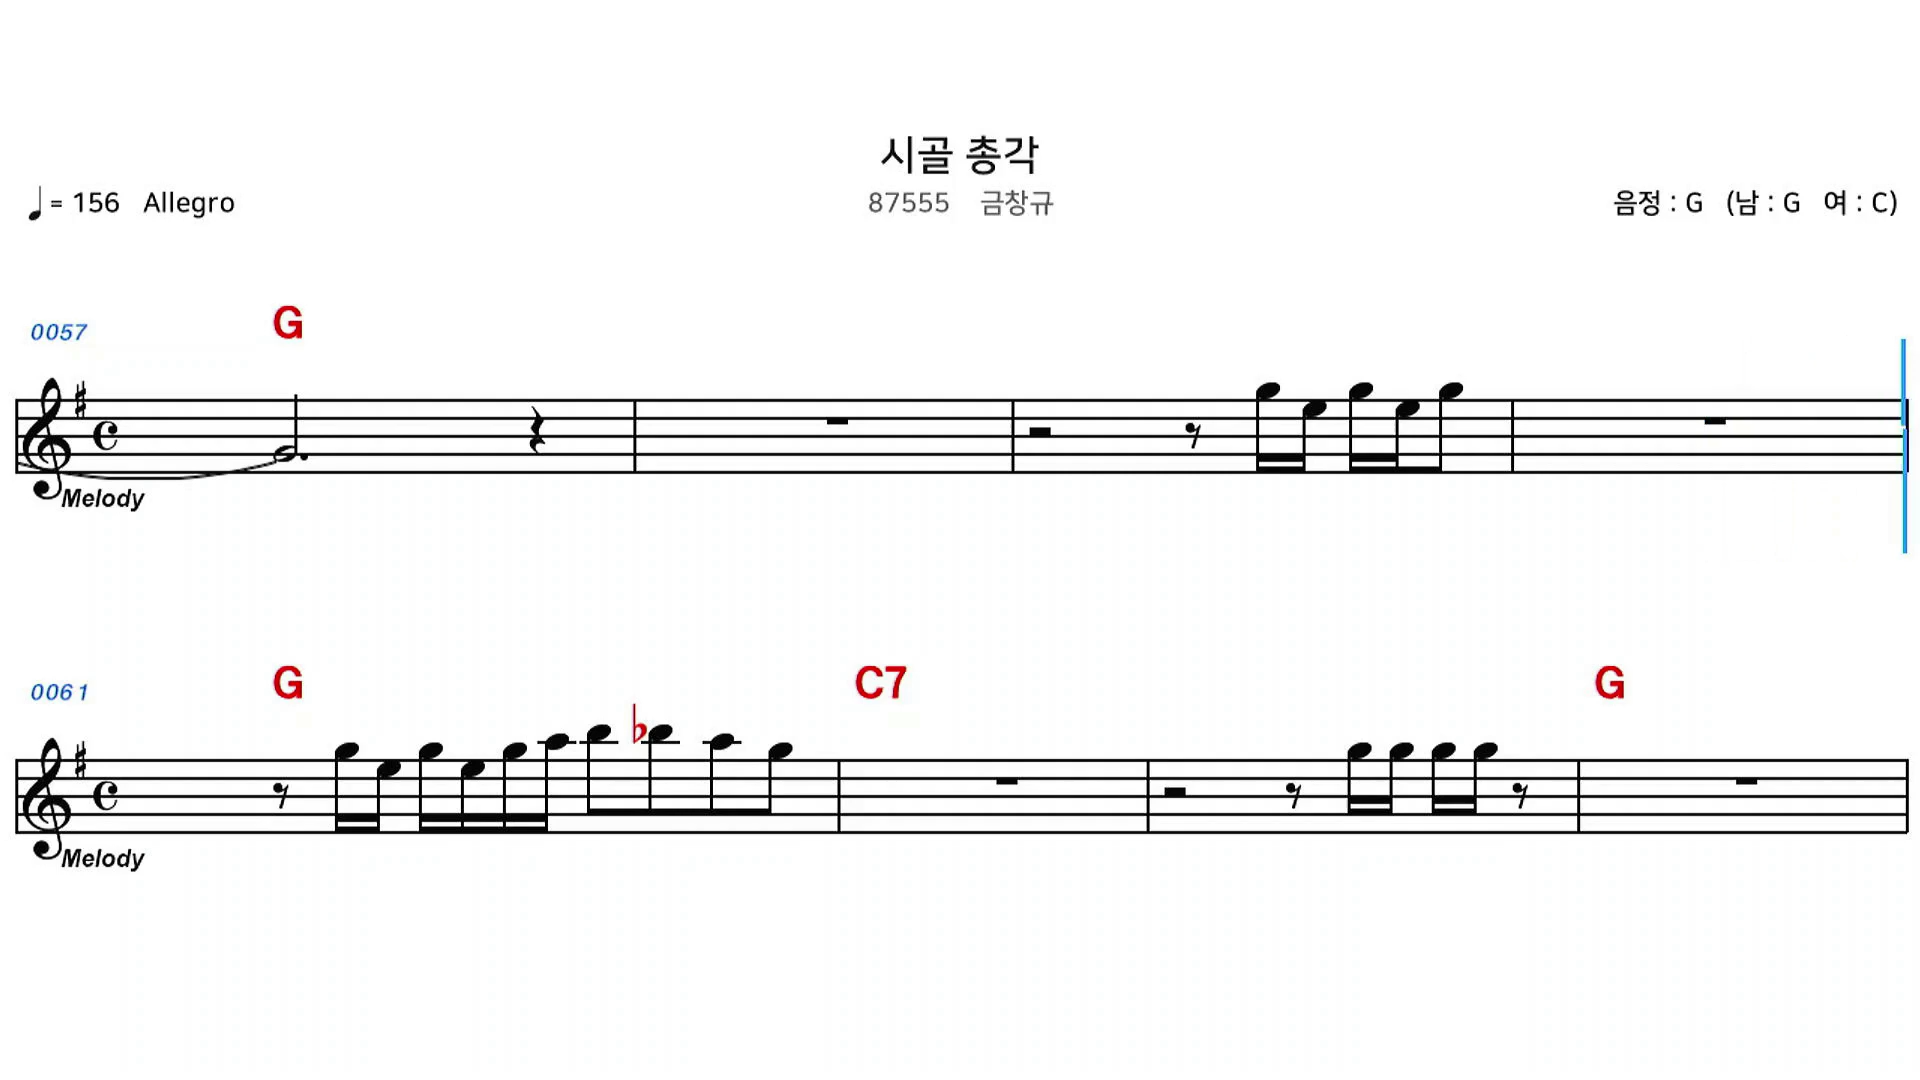 시골 총각
♩= 156 Allegro
87555 금창규
음정 : G (남 : G 여 : C)
0057 G
Melody
0061 G C7 G
Melody